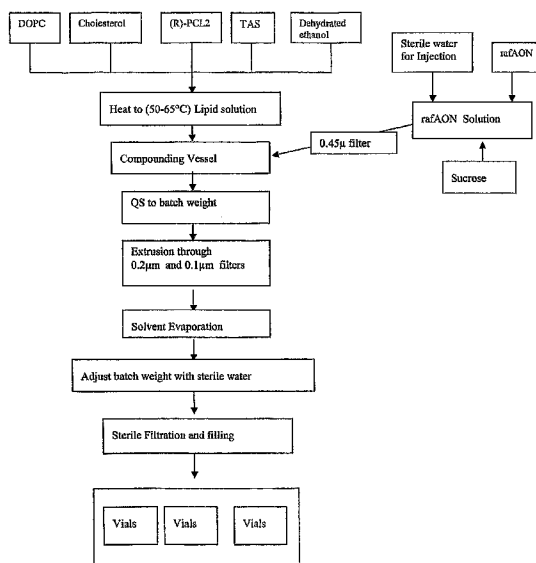 DOPC
Cholesterol
(R)-PCL2
TAS
Dehydrated
ethanol
Sterile water
for Injection
rafAON
Heat to (50-65°C) Lipid solution
rafAON Solution
0.45µ filter
Compounding Vessel
Sucrose
QS to batch weight
Extrusion through
0.2µm and 0.1µm filters
Solvent Evaporation
Adjust batch weight with sterile water
Sterile Filtration and filling
Vials
Vials
Vials